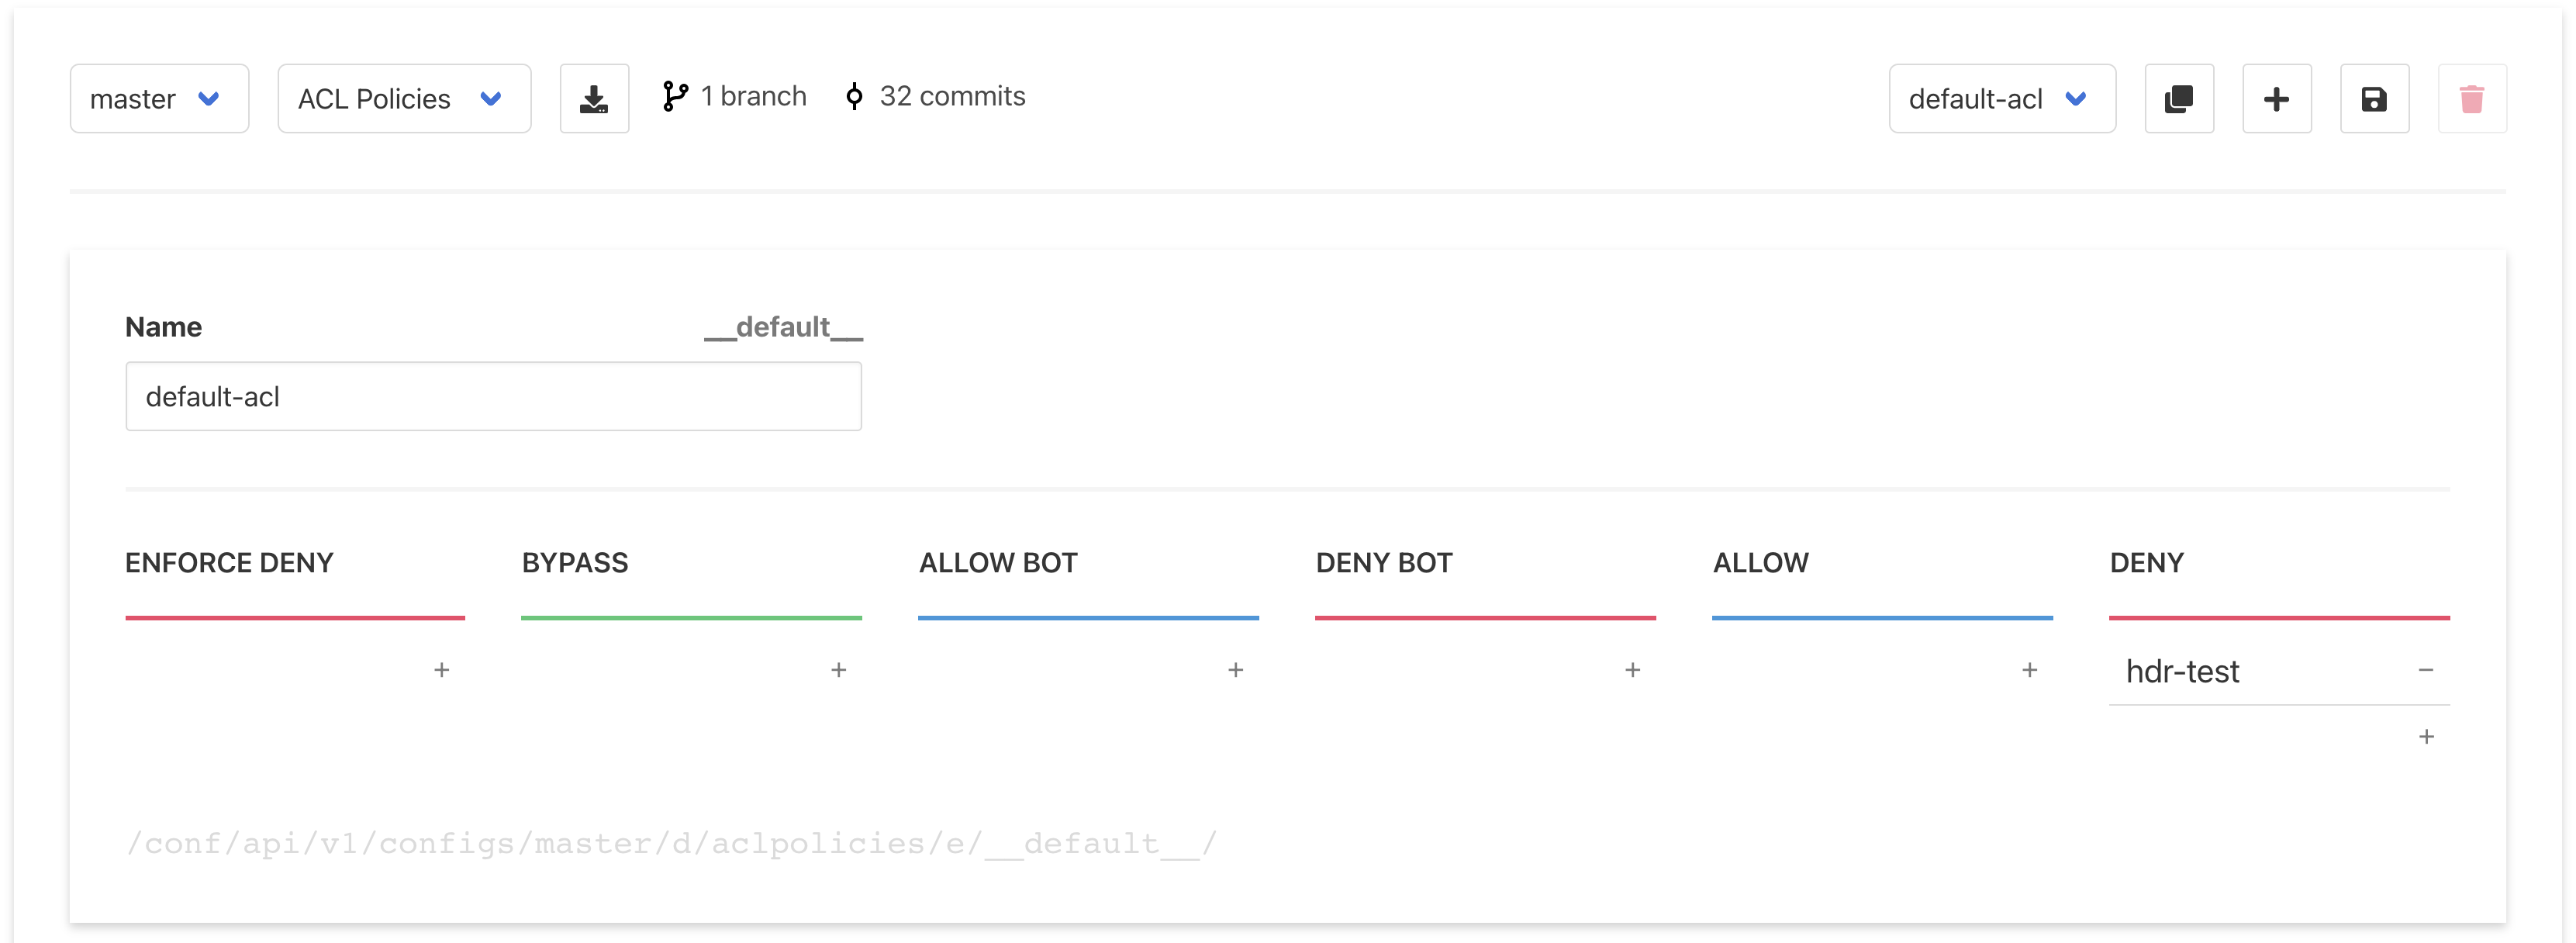 master ACL Policies 1 branch 32 commits default-acl
Name __default__
default-acl
ENFORCE DENY BYPASS ALLOW BOT DENY BOT ALLOW DENY
+ + + + + hdr-test −
+
/conf/api/v1/configs/master/d/aclpolicies/e/__default__/